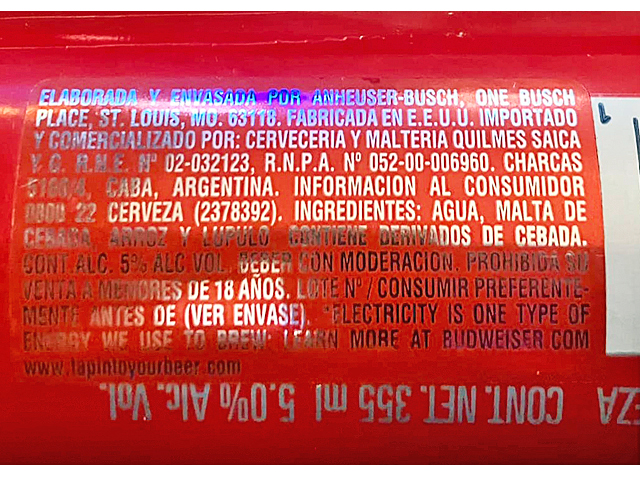 ELABORADA Y ENVASADA POR ANHEUSER-BUSCH, ONE BUSCH
PLACE, ST. LOUIS, MO. 63118. FABRICADA EN E.E.U.U. IMPORTADO
Y COMERCIALIZADO POR: CERVECERIA Y MALTERIA QUILMES SAICA
Y G. R.N.E. Nº 02-032123, R.N.P.A. Nº 052-00-006960. CHARCAS
CABA, ARGENTINA. INFORMACION AL CONSUMIDOR
0800 22 CERVEZA (2378392). INGREDIENTES: AGUA, MALTA DE
CEBADA, ARROZ Y LUPULO CONTIENE DERIVADOS DE CEBADA.
CONT. ALC. 5% ALC VOL. BEBER CON MODERACION. PROHIBIDA SU
VENTA A MENORES DE 18 AÑOS. LOTE Nº / CONSUMIR PREFERENTE-
MENTE ANTES DE (VER ENVASE). *ELECTRICITY IS ONE TYPE OF
ENERGY WE USE TO BREW: LEARN MORE AT BUDWEISER.COM
www.tapintoyourbeer.com
EZA CONT. NET. 355 ml 5.0% Alc. Vol.